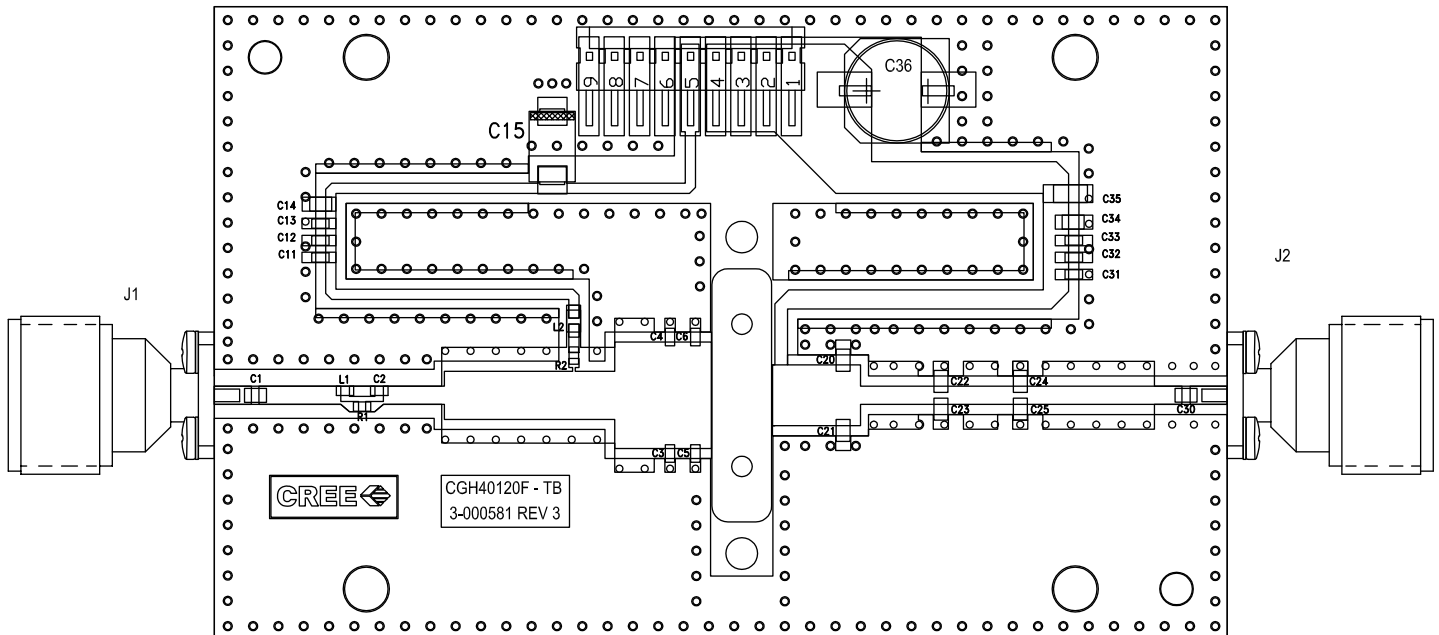 9 8 7 6 5 4 3 2 1
C36
C15
C14
C13
C12
C11
C35
C34
C33
C32
C31
J1
J2
L2
R2
C4 C6
C20
C1
L1 C2
R1
C22 C24
C23 C25
C30
C21
C3 C5
CREE
CGH40120F - TB
3-000581 REV 3